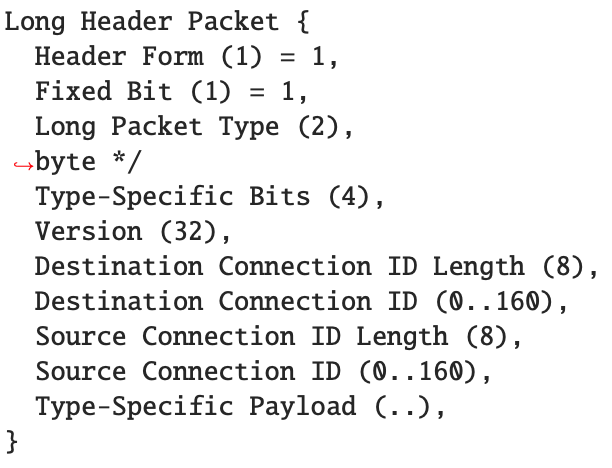 Long Header Packet {
  Header Form (1) = 1,
  Fixed Bit (1) = 1,
  Long Packet Type (2),
↪byte */
  Type-Specific Bits (4),
  Version (32),
  Destination Connection ID Length (8),
  Destination Connection ID (0..160),
  Source Connection ID Length (8),
  Source Connection ID (0..160),
  Type-Specific Payload (..),
}